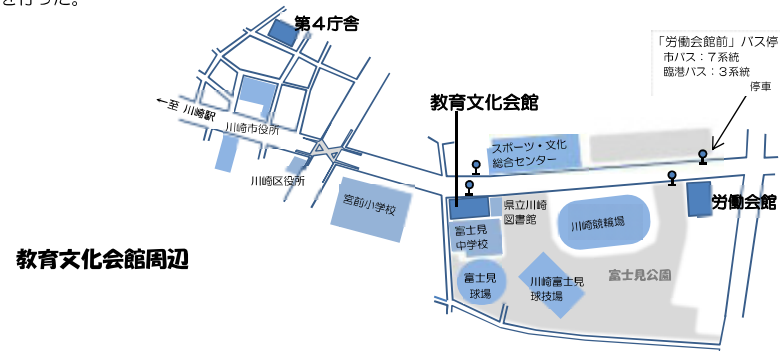 を行った。
第4庁舎
「労働会館前」バス停
市バス：7系統
臨港バス：3系統
停車
←至 川崎駅
川崎市役所
教育文化会館
スポーツ・文化
総合センター
川崎区役所
宮前小学校
県立川崎
図書館
労働会館
川崎競輪場
富士見
中学校
教育文化会館周辺
富士見
球場
川崎富士見
球技場
富士見公園